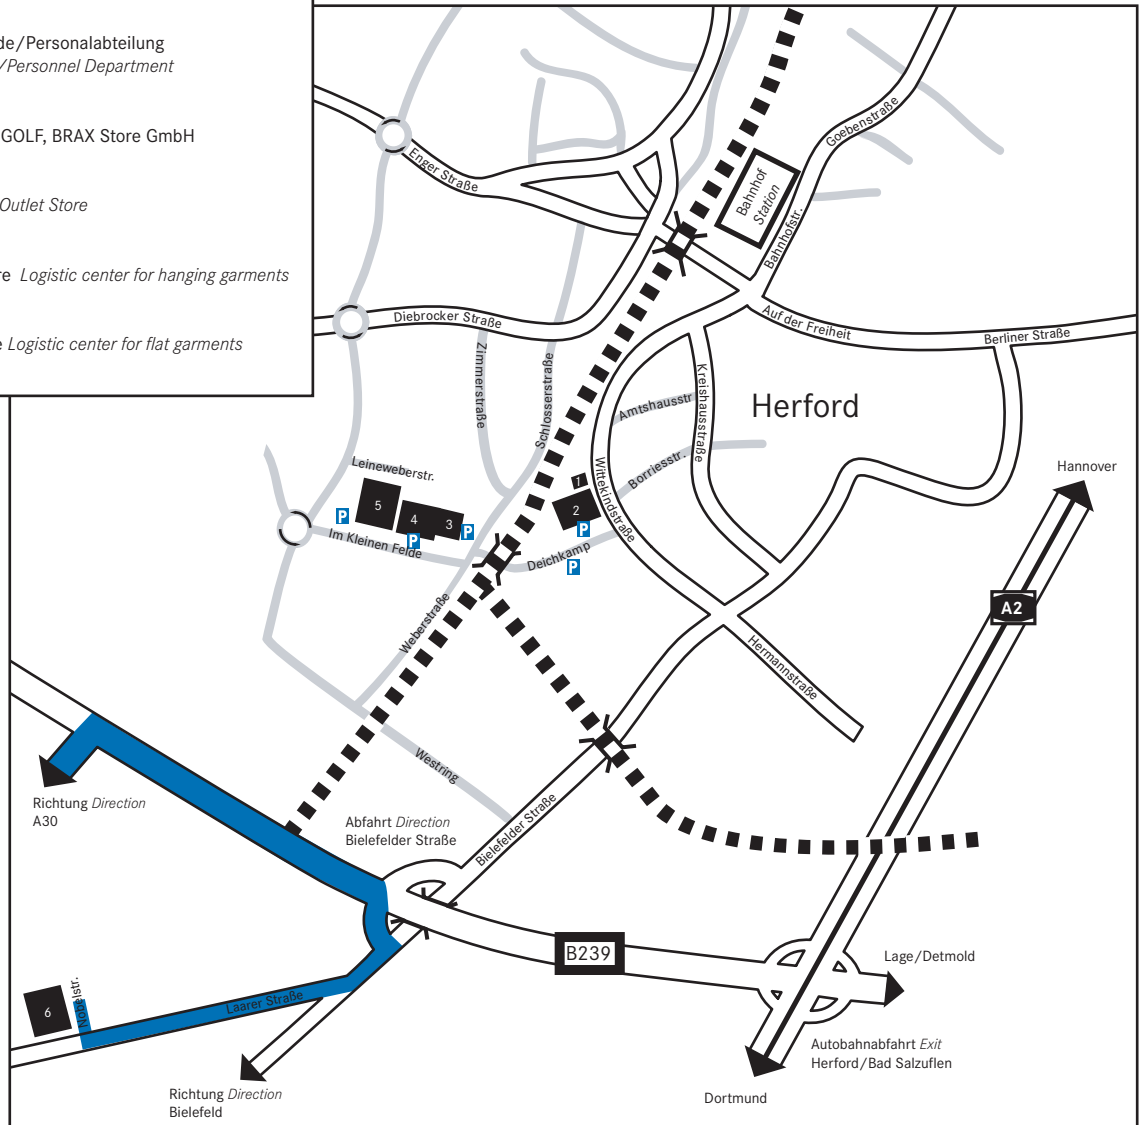 de/Personalabteilung
/Personnel Department
GOLF, BRAX Store GmbH
Outlet Store
re Logistic center for hanging garments
e Logistic center for flat garments
Enger Straße
Goebenstraße
Bahnhof
Station
Bahnhofstr.
Diebrocker Straße
Auf der Freiheit
Berliner Straße
Zimmerstraße
Schlosserstraße
Kreishausstraße
Amtshausstr
Herford
Leineweberstr.
Borriesstr.
Wittekindstraße
Hannover
5
4
3
1
2
P
P
P
P
P
Im Kleinen Felde
Deichkamp
A2
Weberstraße
Hermannstraße
Westring
Richtung Direction
A30
Abfahrt Direction
Bielefelder Straße
Bielefelder Straße
B239
Lage/Detmold
6
Nobelstr.
Laarer Straße
Autobahnabfahrt Exit
Herford/Bad Salzuflen
Richtung Direction
Bielefeld
Dortmund